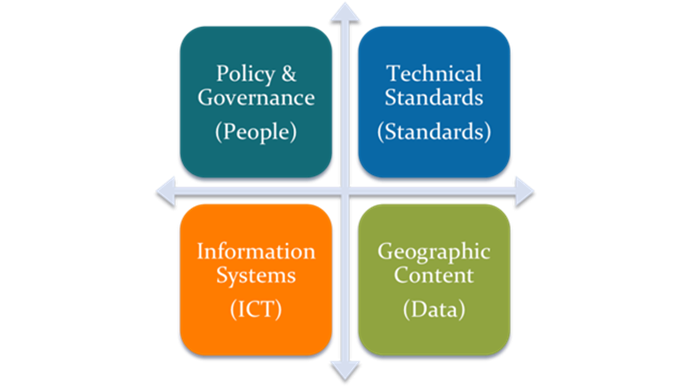 Policy &
Governance
(People)
Technical
Standards
(Standards)
Information
Systems
(ICT)
Geographic
Content
(Data)